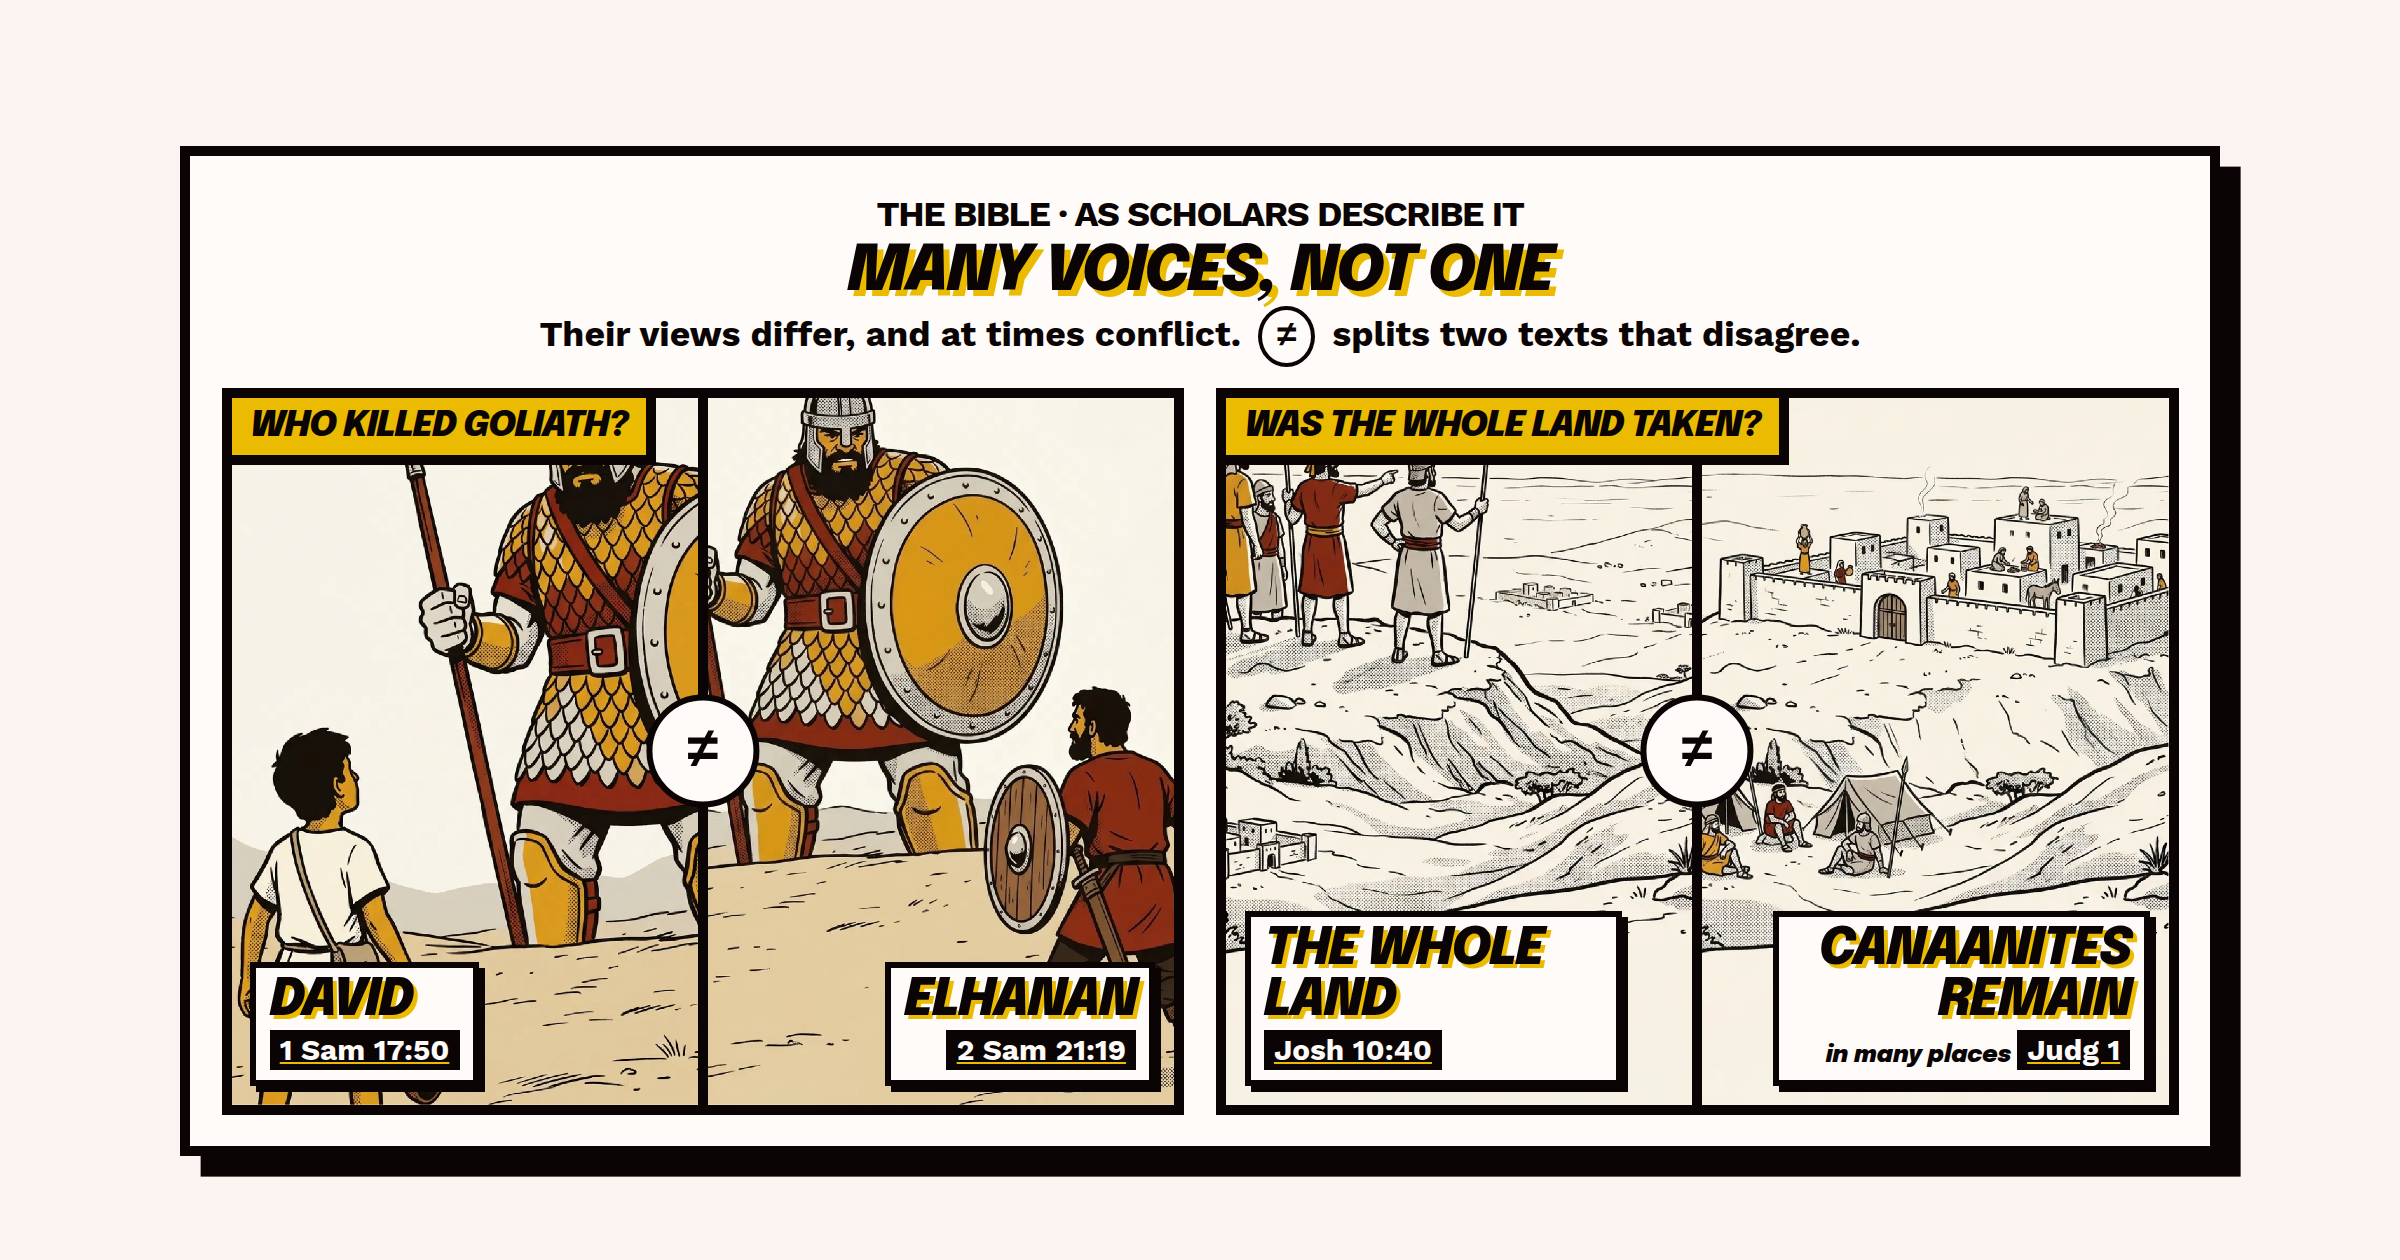 THE BIBLE · AS SCHOLARS DESCRIBE IT
MANY VOICES, NOT ONE
Their views differ, and at times conflict. ≠ splits two texts that disagree.
WHO KILLED GOLIATH?
≠
DAVID
1 Sam 17:50
ELHANAN
2 Sam 21:19
WAS THE WHOLE LAND TAKEN?
≠
THE WHOLE
LAND
Josh 10:40
CANAANITES
REMAIN
in many places Judg 1